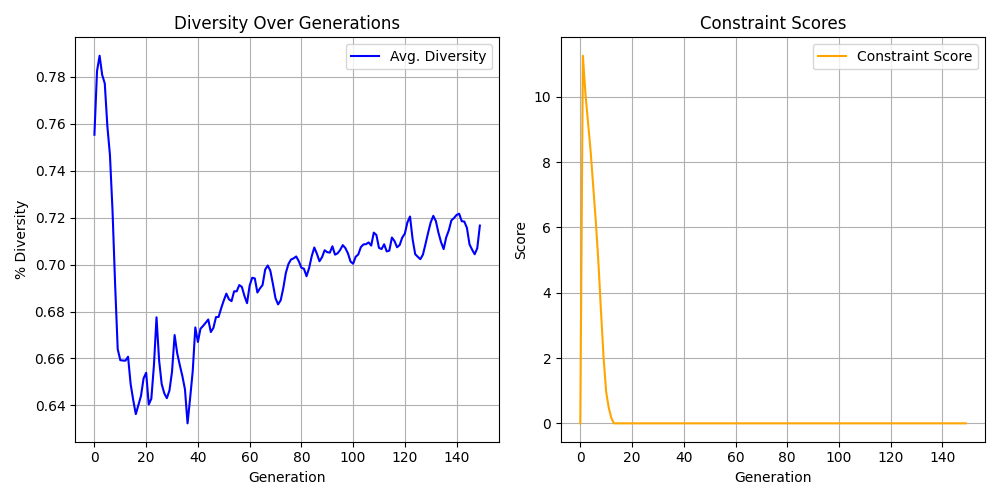 Diversity Over Generations
Avg. Diversity
% Diversity
0.78
0.76
0.74
0.72
0.70
0.68
0.66
0.64
0 20 40 60 80 100 120 140
Generation
Constraint Scores
Constraint Score
Score
10
8
6
4
2
0
0 20 40 60 80 100 120 140
Generation